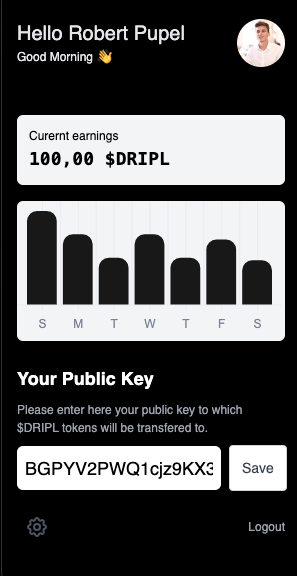 Hello Robert Pupel
Good Morning 👋
Curernt earnings
100,00 $DRIPL
S M T W T F S
Your Public Key
Please enter here your public key to which
$DRIPL tokens will be transfered to.
BGPYV2PWQ1cjz9KX3 Save
Logout